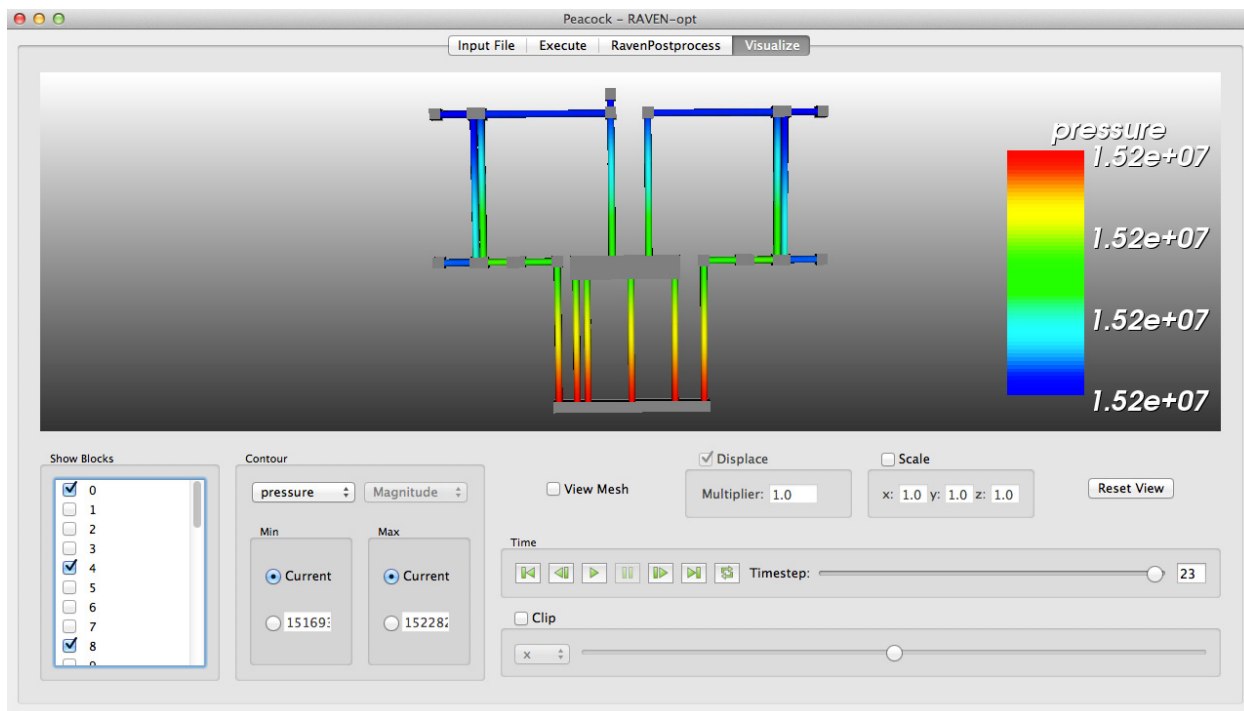 Peacock - RAVEN-opt
Input File Execute RavenPostprocess Visualize
pressure
1.52e+07
1.52e+07
1.52e+07
1.52e+07
Show Blocks
0
1
2
3
4
5
6
7
8
Contour
pressure Magnitude
Min Max
Current Current
151693 152282
View Mesh
Displace
Multiplier: 1.0
Scale
x: 1.0 y: 1.0 z: 1.0
Reset View
Time
Timestep: 23
Clip
x